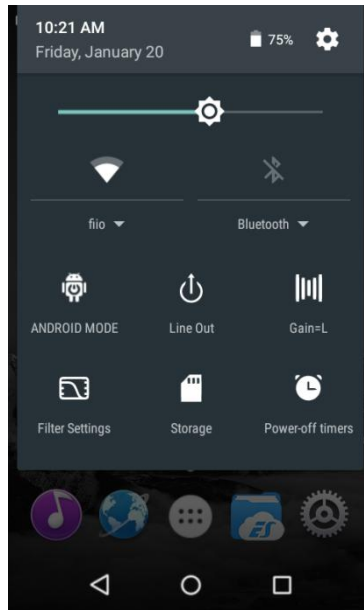 10:21 AM
Friday, January 20
75%
fiio
Bluetooth
ANDROID MODE
Line Out
Gain=L
Filter Settings
Storage
Power-off timers
ES